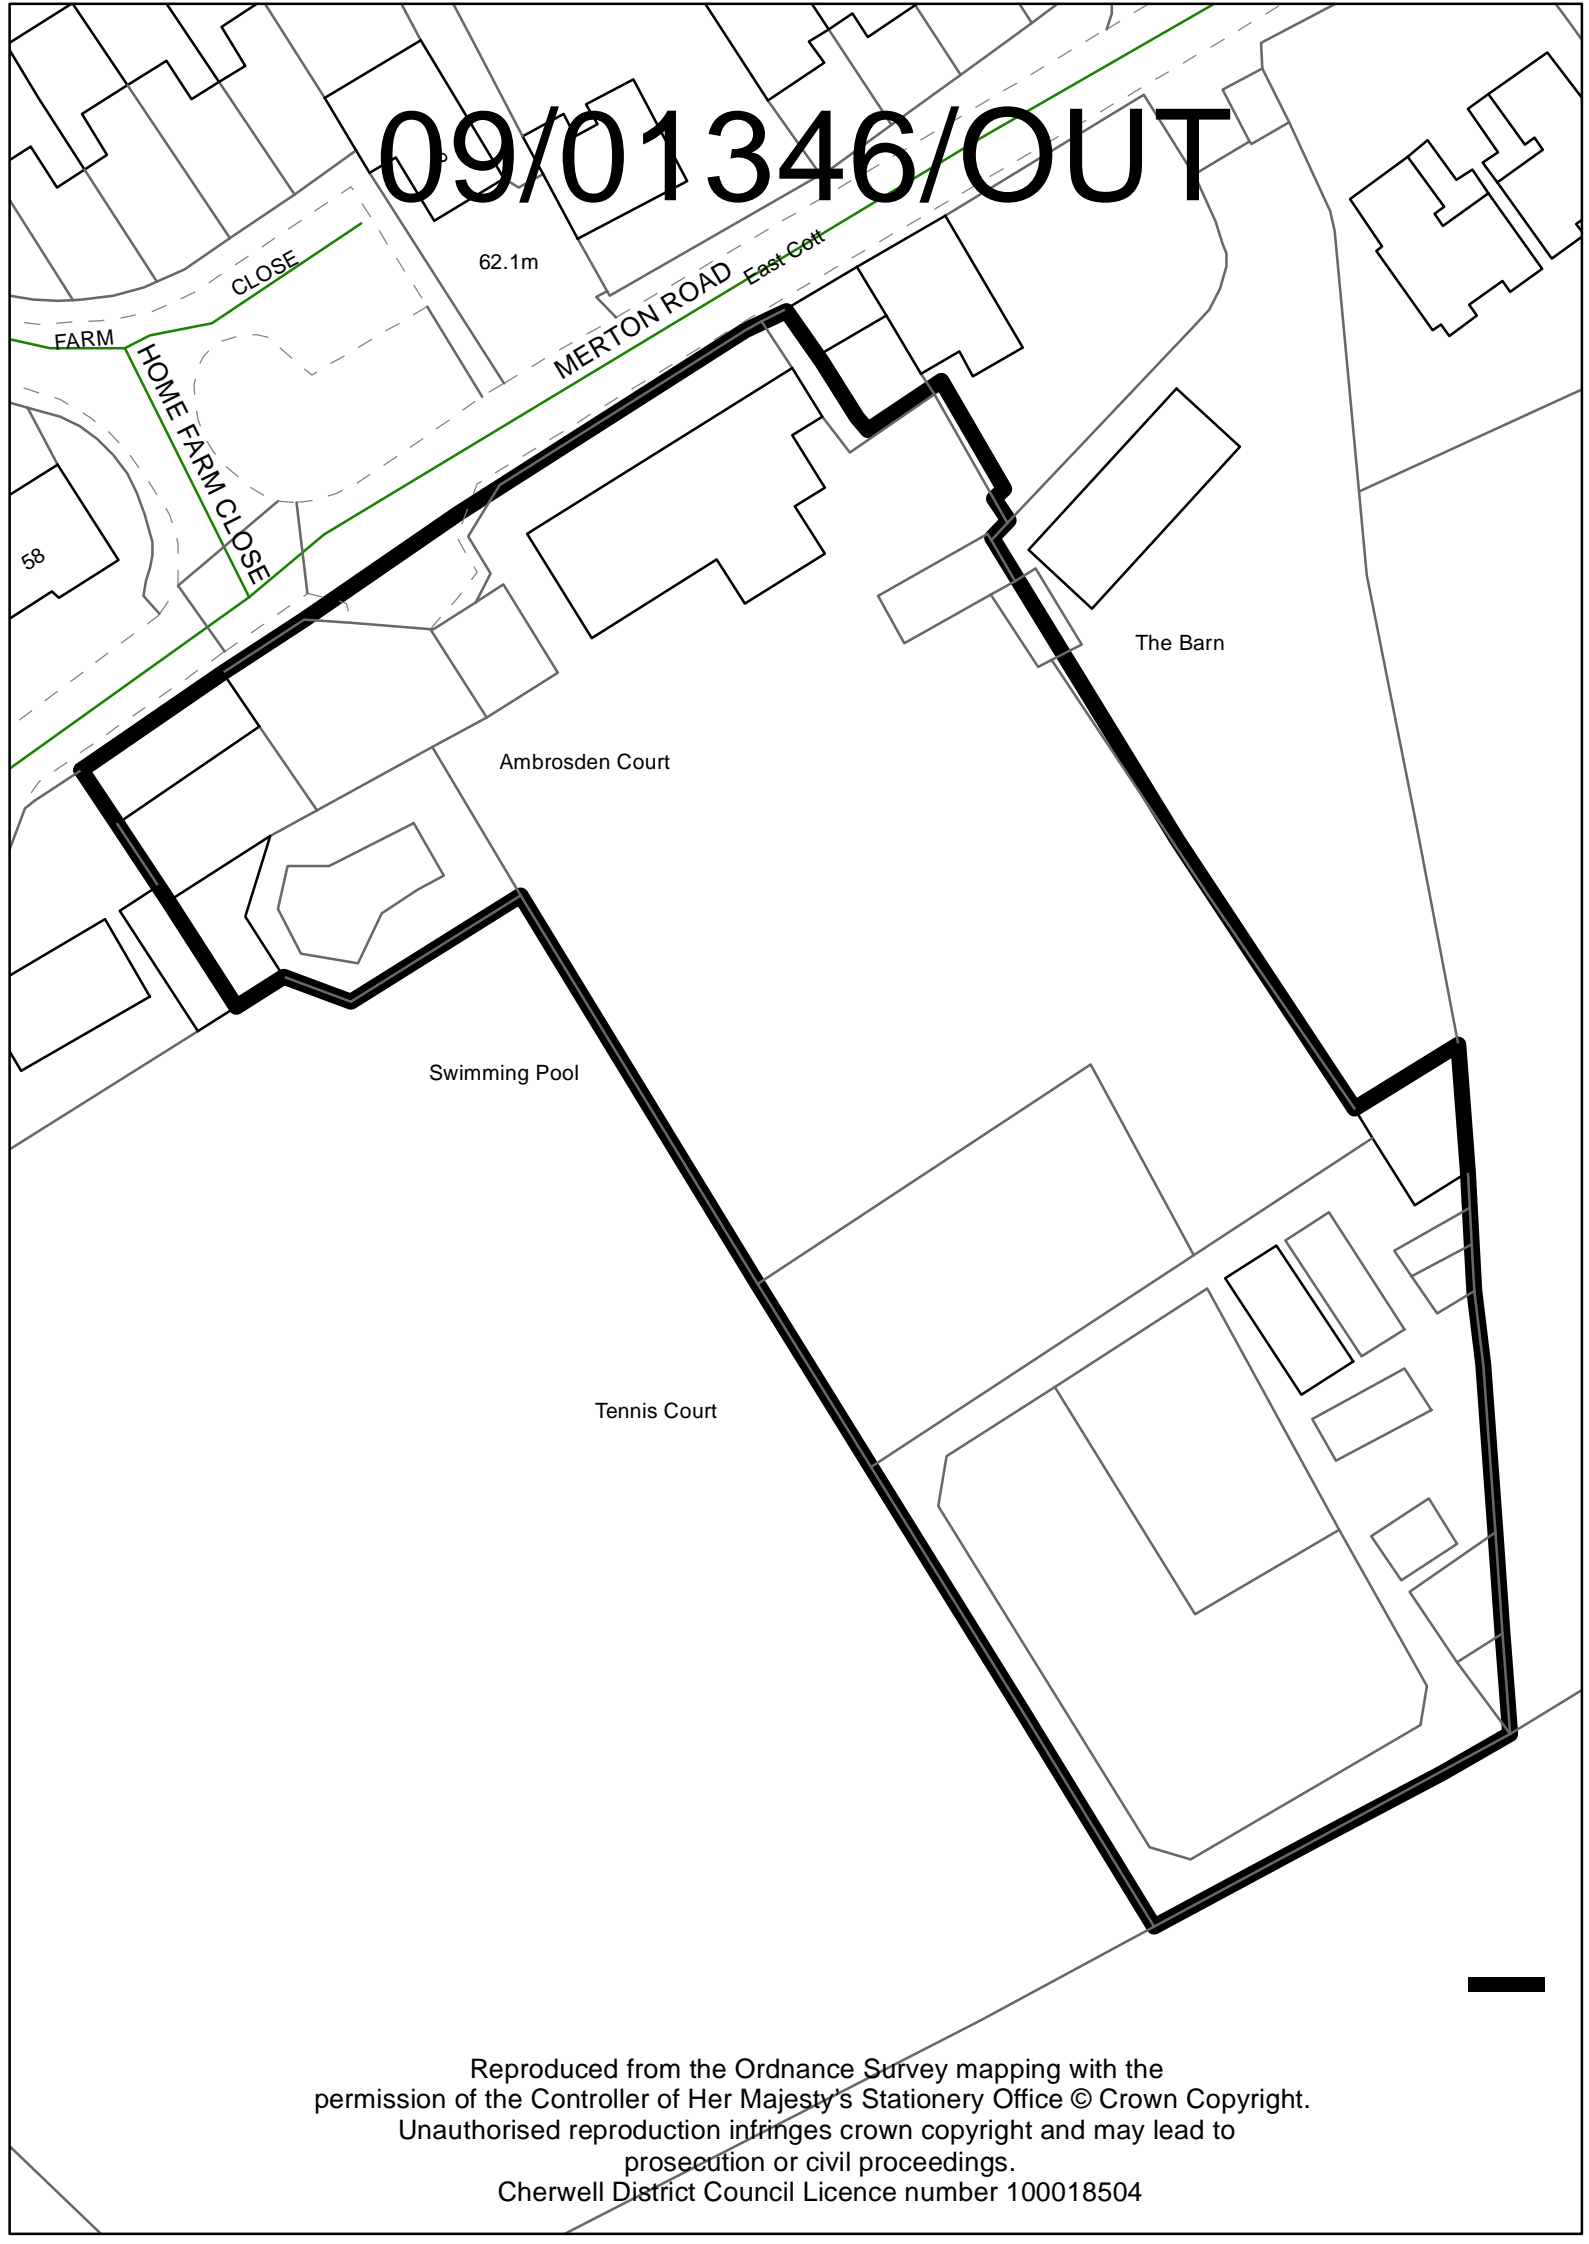 09/01346/OUT
62.1m
East Cott
CLOSE
MERTON ROAD
FARM
HOME FARM CLOSE
58
The Barn
Ambrosden Court
Swimming Pool
Tennis Court
Reproduced from the Ordnance Survey mapping with the
permission of the Controller of Her Majesty's Stationery Office © Crown Copyright.
Unauthorised reproduction infringes crown copyright and may lead to
prosecution or civil proceedings.
Cherwell District Council Licence number 100018504